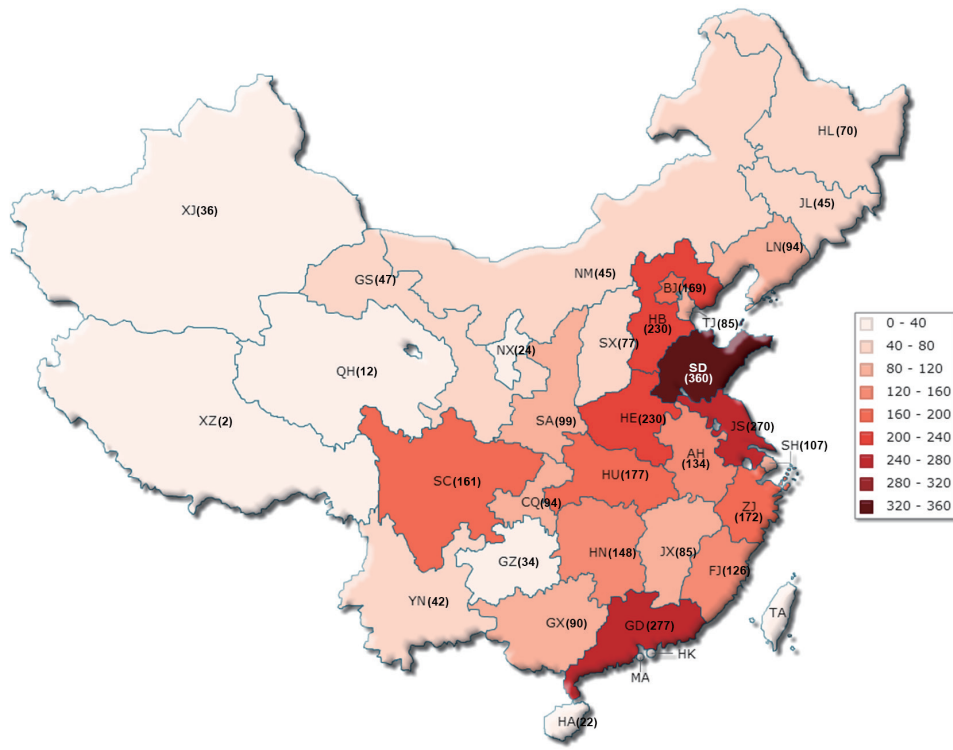 HL(70)
XJ(36)
JL(45)
LN(94)
GS(47)
NM(45)
BJ(169)
HB
(230)
TJ(85)
0 - 40
40 - 80
80 - 120
120 - 160
160 - 200
200 - 240
240 - 280
280 - 320
320 - 360
SX(77)
NX(24)
QH(12)
SD
(360)
XZ(2)
SA(99)
HE(230)
JS(270)
SH(107)
AH
(134)
SC(161)
HU(177)
CQ(94)
ZJ
(172)
GZ(34)
HN(148)
JX(85)
FJ(126)
YN(42)
GX(90)
GD(277)
TA
HK
MA
HA(22)